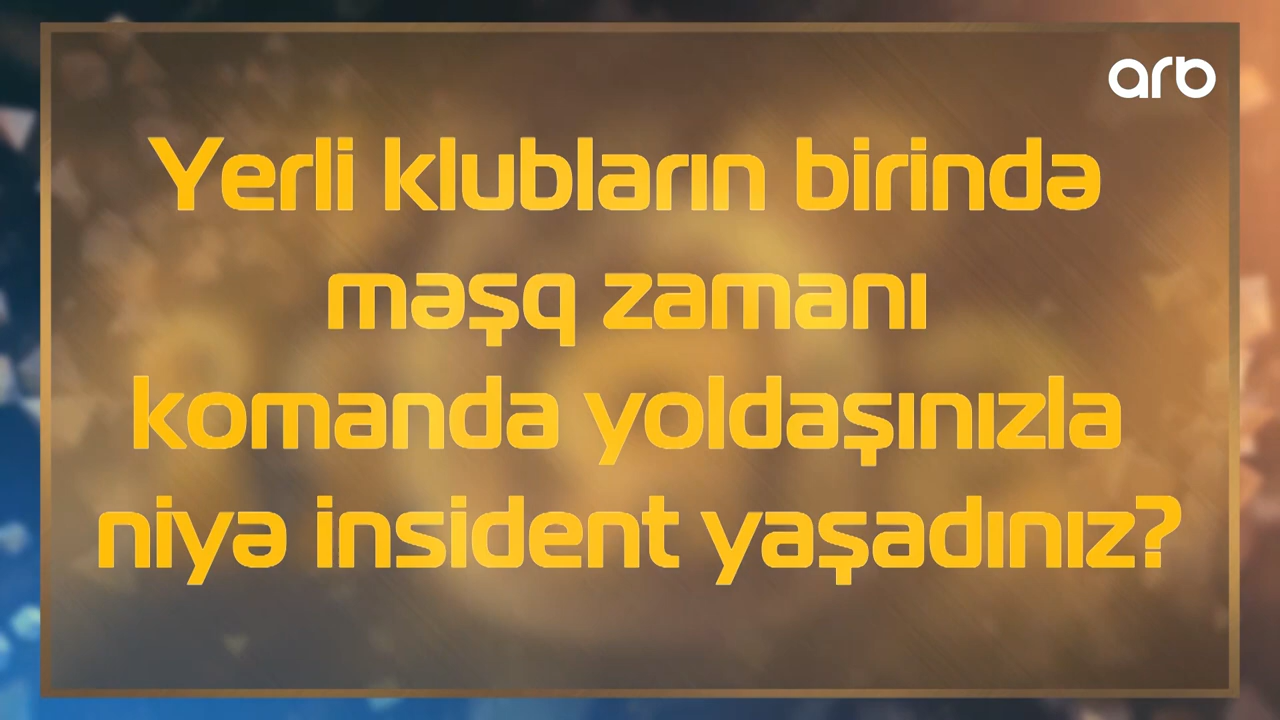 arb
Yerli klubların birində
məşq zamanı
komanda yoldaşınızla
niyə insident yaşadınız?